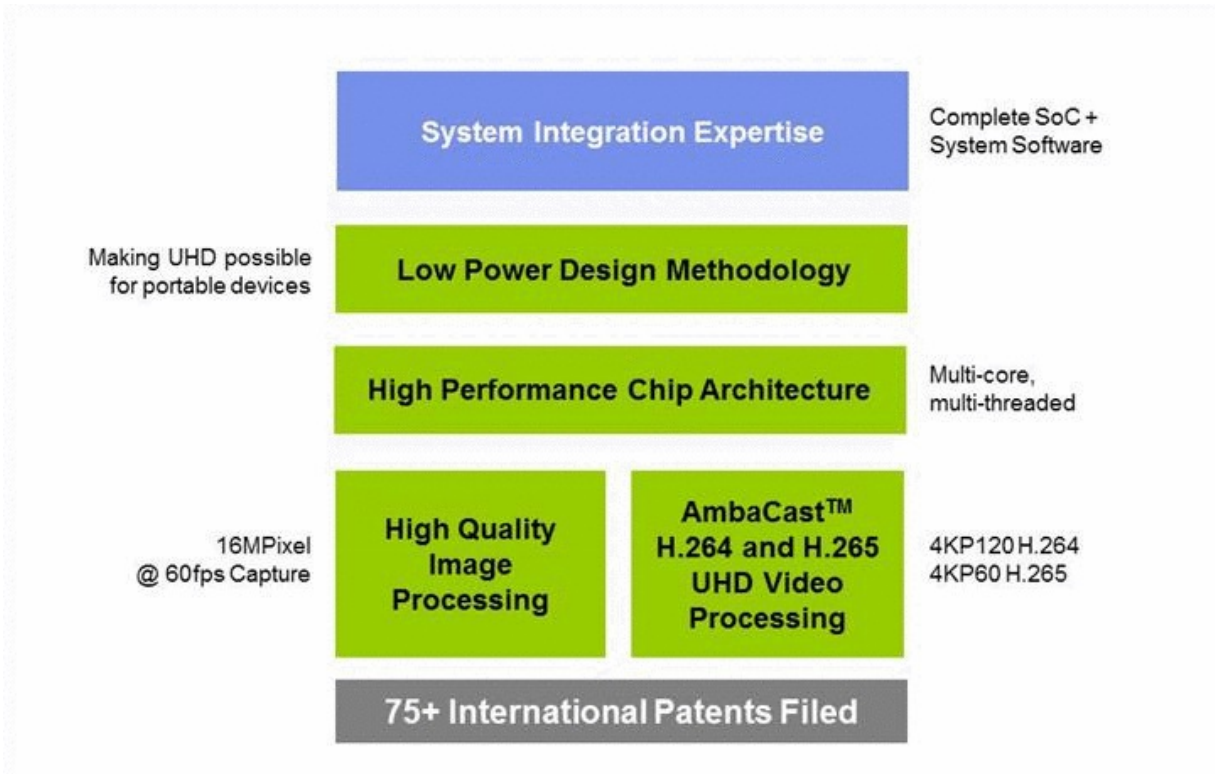 System Integration Expertise
Complete SoC +
System Software
Making UHD possible
for portable devices
Low Power Design Methodology
High Performance Chip Architecture
Multi-core,
multi-threaded
16MPixel
@ 60fps Capture
High Quality
Image
Processing
AmbaCast™
H.264 and H.265
UHD Video
Processing
4KP120 H.264
4KP60 H.265
75+ International Patents Filed